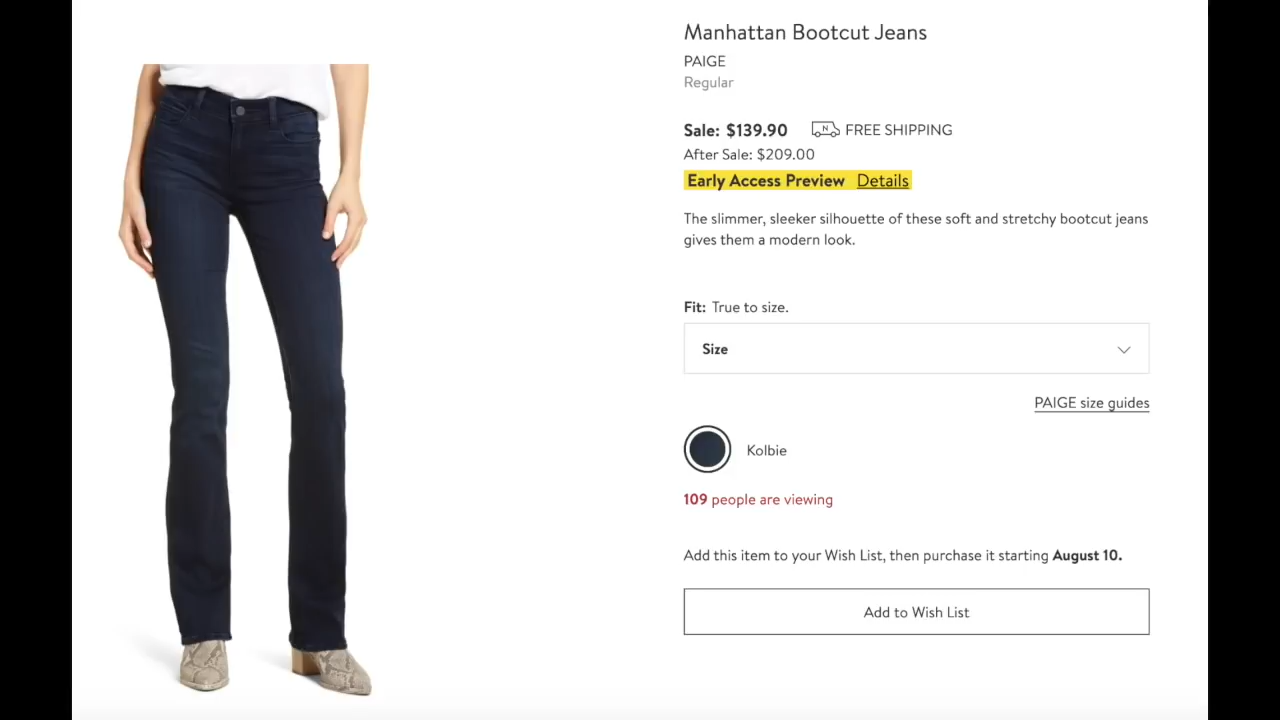 Manhattan Bootcut Jeans
PAIGE
Regular
Sale: $139.90 N FREE SHIPPING
After Sale: $209.00
Early Access Preview Details
The slimmer, sleeker silhouette of these soft and stretchy bootcut jeans
gives them a modern look.
Fit: True to size.
Size
PAIGE size guides
Kolbie
109 people are viewing
Add this item to your Wish List, then purchase it starting August 10.
Add to Wish List